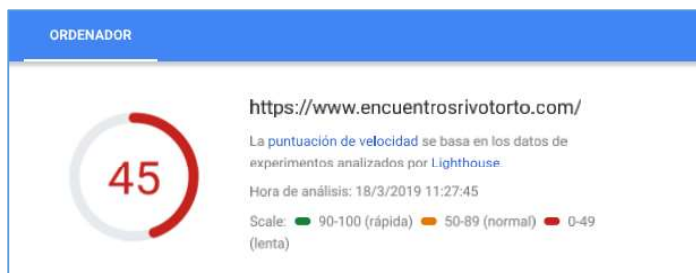 ORDENADOR
45
https://www.encuentrosrivotorto.com/
La puntuación de velocidad se basa en los datos de
experimentos analizados por Lighthouse.
Hora de análisis: 18/3/2019 11:27:45
Scale: 90-100 (rápida) 50-89 (normal) 0-49
(lenta)